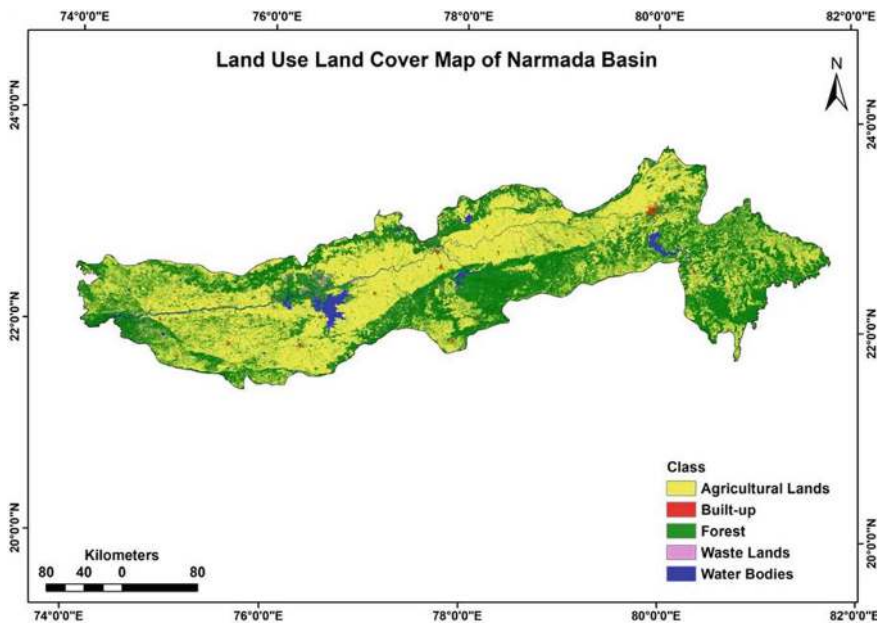 74°0'0"E 76°0'0"E 78°0'0"E 80°0'0"E 82°0'0"E
Land Use Land Cover Map of Narmada Basin
N
24°0'0"N
24°0'0"N
22°0'0"N
22°0'0"N
20°0'0"N
20°0'0"N
Class
Agricultural Lands
Built-up
Forest
Waste Lands
Water Bodies
Kilometers
80 40 0 80
74°0'0"E 76°0'0"E 78°0'0"E 80°0'0"E 82°0'0"E